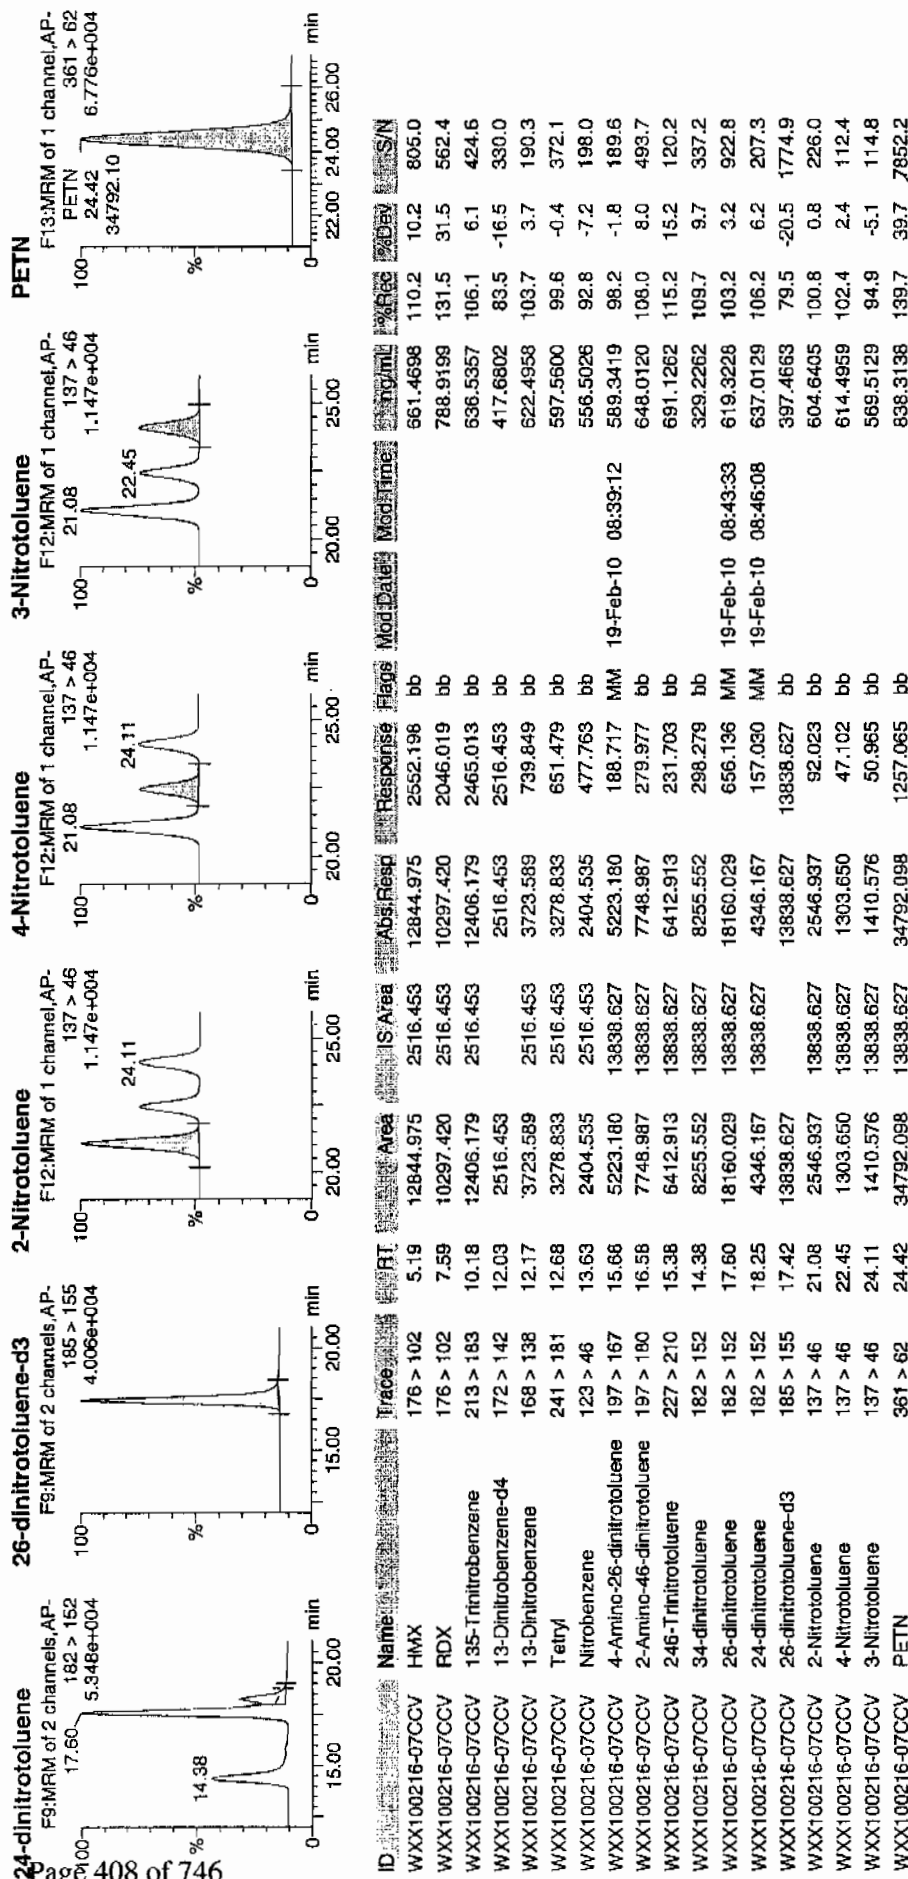 24-dinitrotoluene
F9:MRM of 2 channels,AP-
182 > 152
5.348e+004
17.60
14.38
100
%
0
15.00 20.00 min
26-dinitrotoluene-d3
F9:MRM of 2 channels,AP-
185 > 155
4.006e+004
100
%
0
15.00 20.00 min
2-Nitrotoluene
F12:MRM of 1 channel,AP-
137 > 46
1.147e+004
24.11
100
%
0
20.00 25.00 min
4-Nitrotoluene
F12:MRM of 1 channel,AP-
21.08 137 > 46
1.147e+004
24.11
100
%
0
20.00 25.00 min
3-Nitrotoluene
F12:MRM of 1 channel,AP-
21.08 137 > 46
1.147e+004
22.45
100
%
0
20.00 25.00 min
PETN
F13:MRM of 1 channel,AP-
PETN 361 > 62
24.42 6.776e+004
34792.10
100
%
0
22.00 24.00 26.00 min
ID Name Trace RT Area IS Area Abs.Resp Response Flags Mod.Date Mod.Time ng/mL %Rec %Dev S/N
WXX100216-07CCV HMX 176 > 102 5.19 12844.975 2516.453 12844.975 2552.198 bb 661.4698 110.2 10.2 805.0
WXX100216-07CCV RDX 176 > 102 7.59 10297.420 2516.453 10297.420 2046.019 bb 788.9199 131.5 31.5 562.4
WXX100216-07CCV 135-Trinitrobenzene 213 > 183 10.18 12406.179 2516.453 12406.179 2465.013 bb 636.5357 106.1 6.1 424.6
WXX100216-07CCV 13-Dinitrobenzene-d4 172 > 142 12.03 2516.453 2516.453 2516.453 bb 417.6802 83.5 -16.5 330.0
WXX100216-07CCV 13-Dinitrobenzene 168 > 138 12.17 3723.589 2516.453 3723.589 739.849 bb 622.4958 103.7 3.7 190.3
WXX100216-07CCV Tetryl 241 > 181 12.68 3278.833 2516.453 3278.833 651.479 bb 597.5600 99.6 -0.4 372.1
WXX100216-07CCV Nitrobenzene 123 > 46 13.63 2404.535 2516.453 2404.535 477.763 bb 556.5026 92.8 -7.2 198.0
WXX100216-07CCV 4-Amino-26-dinitrotoluene 197 > 167 15.66 5223.180 13838.627 5223.180 188.717 MM 19-Feb-10 08:39:12 589.3419 98.2 -1.8 189.6
WXX100216-07CCV 2-Amino-46-dinitrotoluene 197 > 180 16.58 7748.987 13838.627 7748.987 279.977 bb 648.0120 108.0 8.0 493.7
WXX100216-07CCV 246-Trinitrotoluene 227 > 210 15.38 6412.913 13838.627 6412.913 231.703 bb 691.1262 115.2 15.2 120.2
WXX100216-07CCV 34-dinitrotoluene 182 > 152 14.38 8255.552 13838.627 8255.552 298.279 bb 329.2262 109.7 9.7 337.2
WXX100216-07CCV 26-dinitrotoluene 182 > 152 17.60 18160.029 13838.627 18160.029 656.136 MM 19-Feb-10 08:43:33 619.3228 103.2 3.2 922.8
WXX100216-07CCV 24-dinitrotoluene 182 > 152 18.25 4346.167 13838.627 4346.167 157.030 MM 19-Feb-10 08:46:08 637.0129 106.2 6.2 207.3
WXX100216-07CCV 26-dinitrotoluene-d3 185 > 155 17.42 13838.627 13838.627 13838.627 bb 397.4663 79.5 -20.5 1774.9
WXX100216-07CCV 2-Nitrotoluene 137 > 46 21.08 2546.937 13838.627 2546.937 92.023 bb 604.6405 100.8 0.8 226.0
WXX100216-07CCV 4-Nitrotoluene 137 > 46 22.45 1303.650 13838.627 1303.650 47.102 bb 614.4959 102.4 2.4 112.4
WXX100216-07CCV 3-Nitrotoluene 137 > 46 24.11 1410.576 13838.627 1410.576 50.965 bb 569.5129 94.9 -5.1 114.8
WXX100216-07CCV PETN 361 > 62 24.42 34792.098 13838.627 34792.098 1257.065 bb 838.3138 139.7 39.7 7852.2
Page 408 of 746